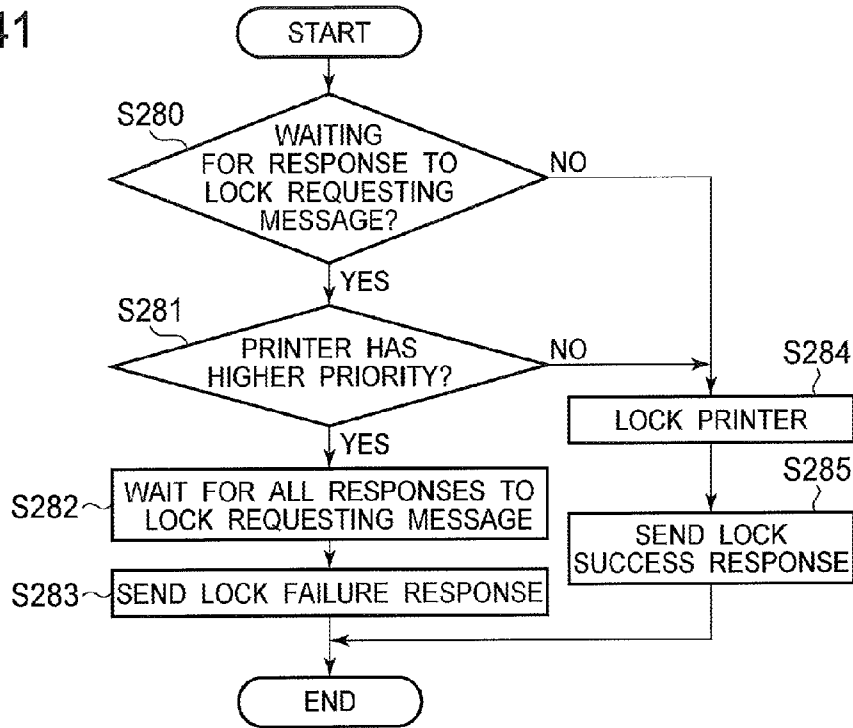 41
START
S280
WAITING
FOR RESPONSE TO
LOCK REQUESTING
MESSAGE?
NO
YES
S281
PRINTER HAS
HIGHER PRIORITY?
NO
YES
S284
LOCK PRINTER
S282
WAIT FOR ALL RESPONSES TO
LOCK REQUESTING MESSAGE
S285
SEND LOCK
SUCCESS RESPONSE
S283
SEND LOCK FAILURE RESPONSE
END